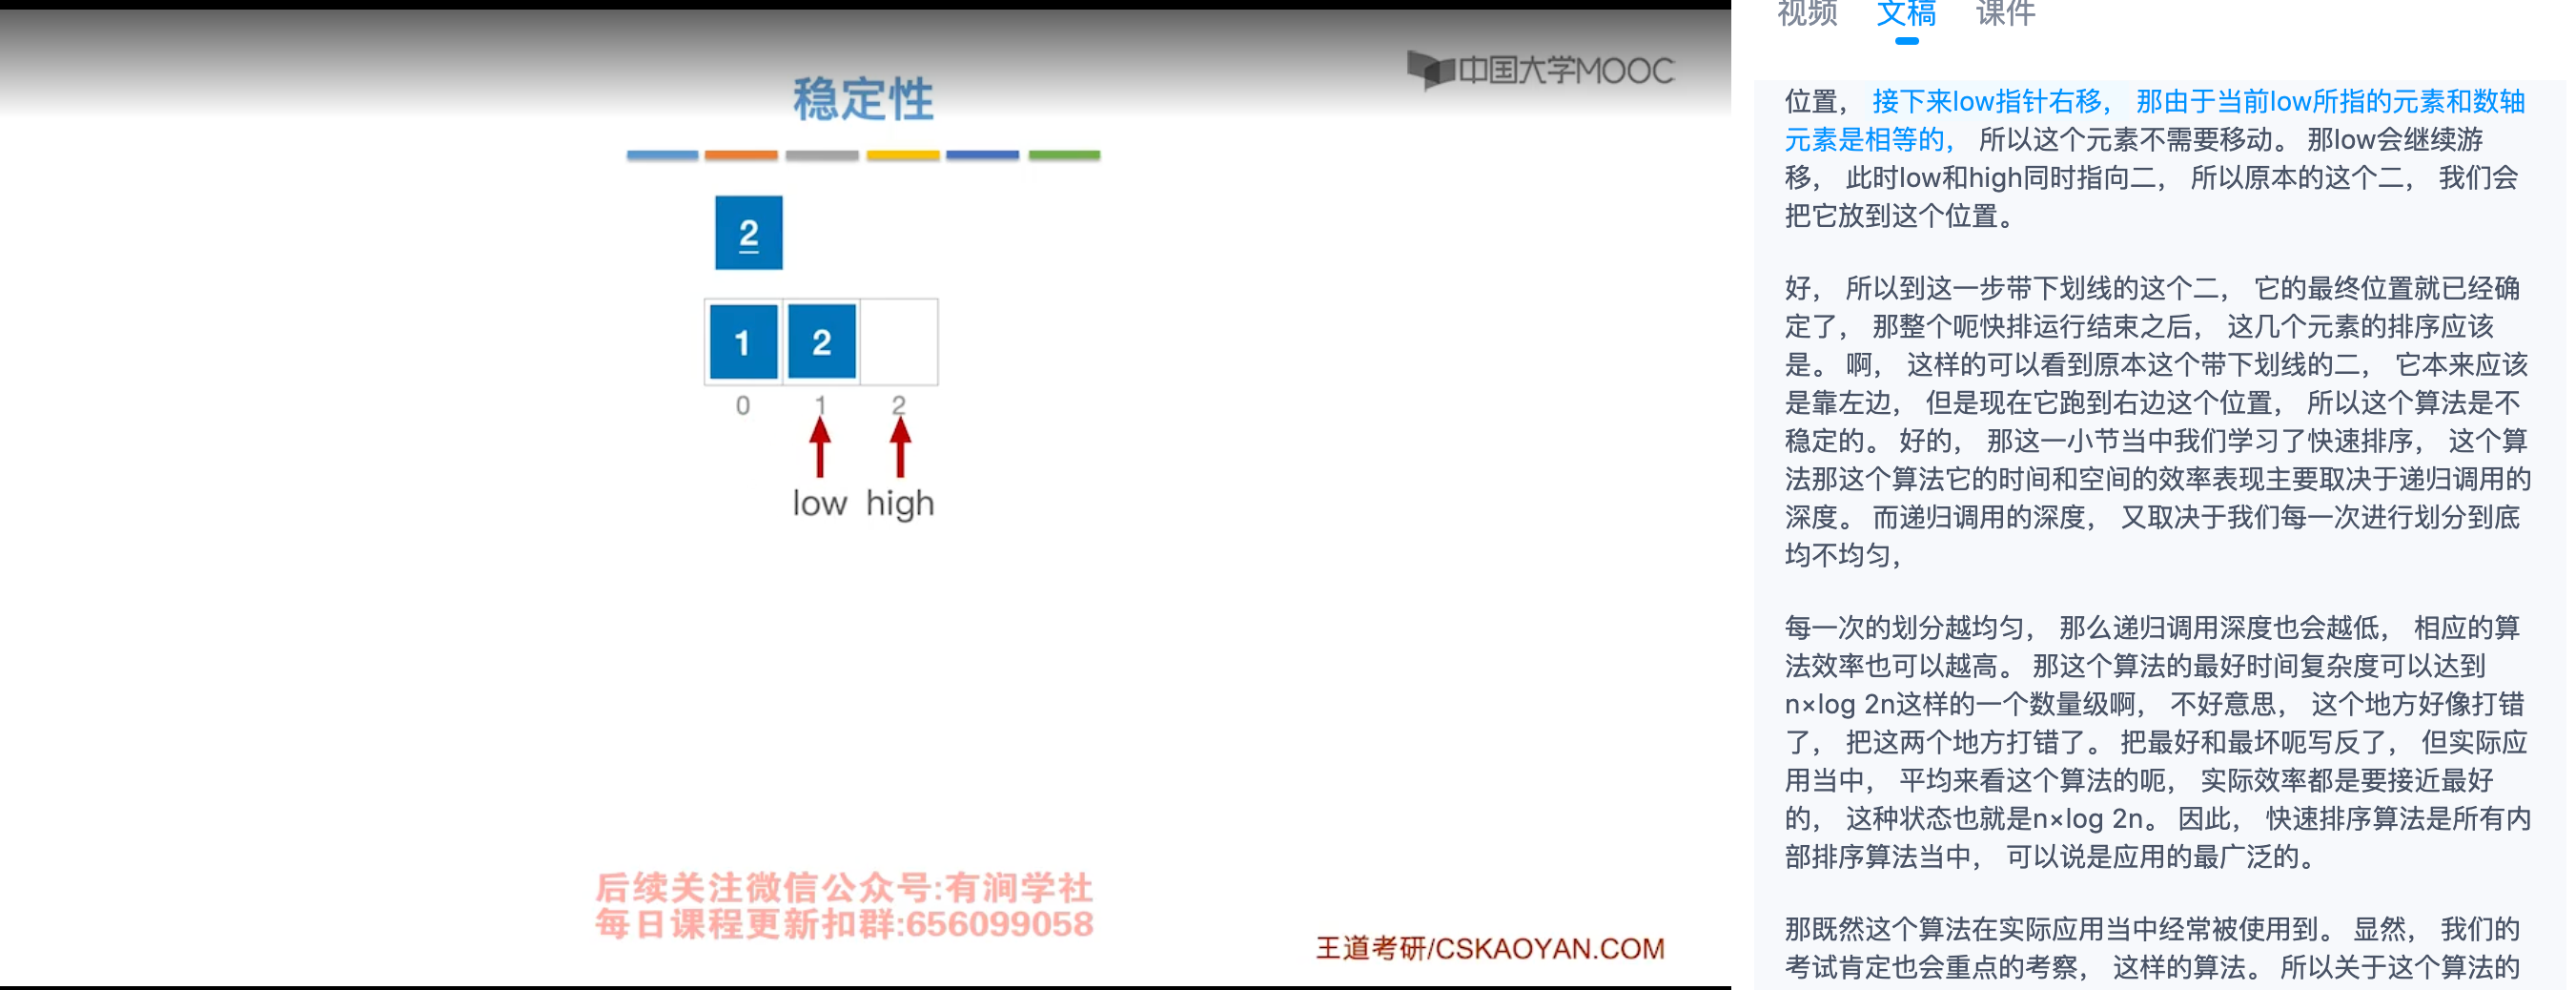 中国大学MOOC
稳定性
2
1 2
0 1 2
low high
后续关注微信公众号:有涧学社
每日课程更新扣群:656099058
王道考研/CSKAOYAN.COM
视频 文稿 课件
位置， 接下来low指针右移， 那由于当前low所指的元素和数轴
元素是相等的， 所以这个元素不需要移动。 那low会继续游
移， 此时low和high同时指向二， 所以原本的这个二， 我们会
把它放到这个位置。
好， 所以到这一步带下划线的这个二， 它的最终位置就已经确
定了， 那整个呃快排运行结束之后， 这几个元素的排序应该
是。 啊， 这样的可以看到原本这个带下划线的二， 它本来应该
是靠左边， 但是现在它跑到右边这个位置， 所以这个算法是不
稳定的。 好的， 那这一小节当中我们学习了快速排序， 这个算
法那这个算法它的时间和空间的效率表现主要取决于递归调用的
深度。 而递归调用的深度， 又取决于我们每一次进行划分到底
均不均匀，
每一次的划分越均匀， 那么递归调用深度也会越低， 相应的算
法效率也可以越高。 那这个算法的最好时间复杂度可以达到
n×log 2n这样的一个数量级啊， 不好意思， 这个地方好像打错
了， 把这两个地方打错了。 把最好和最坏呃写反了， 但实际应
用当中， 平均来看这个算法的呃， 实际效率都是要接近最好
的， 这种状态也就是n×log 2n。 因此， 快速排序算法是所有内
部排序算法当中， 可以说是应用的最广泛的。
那既然这个算法在实际应用当中经常被使用到。 显然， 我们的
考试肯定也会重点的考察， 这样的算法。 所以关于这个算法的